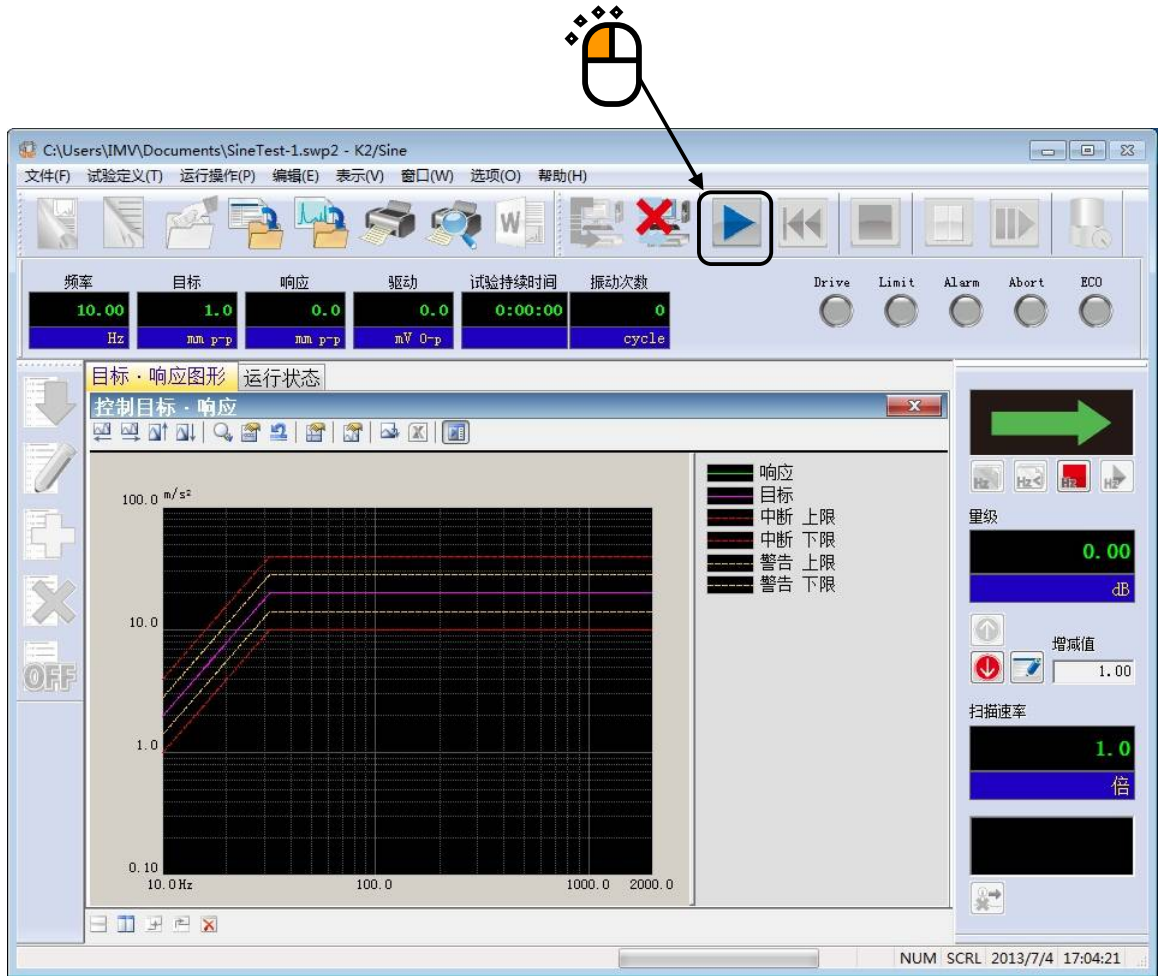 C:\Users\IMV\Documents\SineTest-1.swp2 - K2/Sine
文件(F) 试验定义(T) 运行操作(P) 编辑(E) 表示(V) 窗口(W) 选项(O) 帮助(H)
W
频率 目标 响应 驱动 试验持续时间 振动次数 Drive Limit Alarm Abort ECO
10.00 1.0 0.0 0.0 0:00:00 0
Hz mm p-p mm p-p mV 0-p cycle
目标・响应图形 运行状态
控制目标・响应
OFF
100.0 m/s²
10.0
1.0
0.10
10.0Hz 100.0 1000.0 2000.0
响应
目标
中断 上限
中断 下限
警告 上限
警告 下限
Hz Hz< Hz Hz
量级
0.00
dB
增减值
1.00
扫描速率
1.0
倍
NUM SCRL 2013/7/4 17:04:21